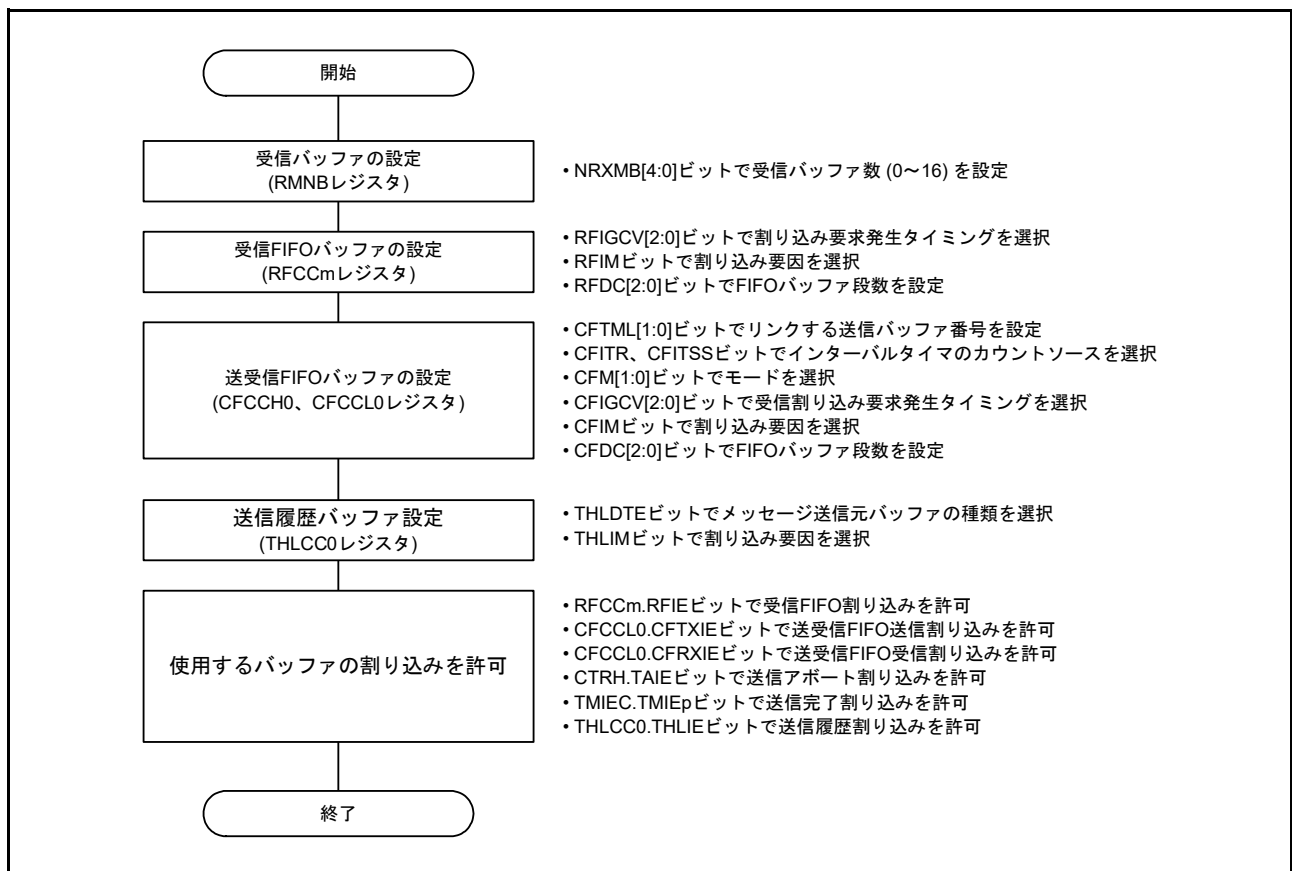 開始
受信バッファの設定
(RMNBレジスタ)
• NRXMB[4:0]ビットで受信バッファ数 (0～16) を設定
受信FIFOバッファの設定
(RFCCmレジスタ)
• RFIGCV[2:0]ビットで割り込み要求発生タイミングを選択
• RFIMビットで割り込み要因を選択
• RFDC[2:0]ビットでFIFOバッファ段数を設定
送受信FIFOバッファの設定
(CFCCH0、CFCCL0レジスタ)
• CFTML[1:0]ビットでリンクする送信バッファ番号を設定
• CFITR、CFITSSビットでインターバルタイマのカウントソースを選択
• CFM[1:0]ビットでモードを選択
• CFIGCV[2:0]ビットで受信割り込み要求発生タイミングを選択
• CFIMビットで割り込み要因を選択
• CFDC[2:0]ビットでFIFOバッファ段数を設定
送信履歴バッファ設定
(THLCC0レジスタ)
• THLDTEビットでメッセージ送信元バッファの種類を選択
• THLIMビットで割り込み要因を選択
使用するバッファの割り込みを許可
• RFCCm.RFIEビットで受信FIFO割り込みを許可
• CFCCL0.CFTXIEビットで送受信FIFO送信割り込みを許可
• CFCCL0.CFRXIEビットで送受信FIFO受信割り込みを許可
• CTRH.TAIEビットで送信アボート割り込みを許可
• TMIEC.TMIEpビットで送信完了割り込みを許可
• THLCC0.THLIEビットで送信履歴割り込みを許可
終了